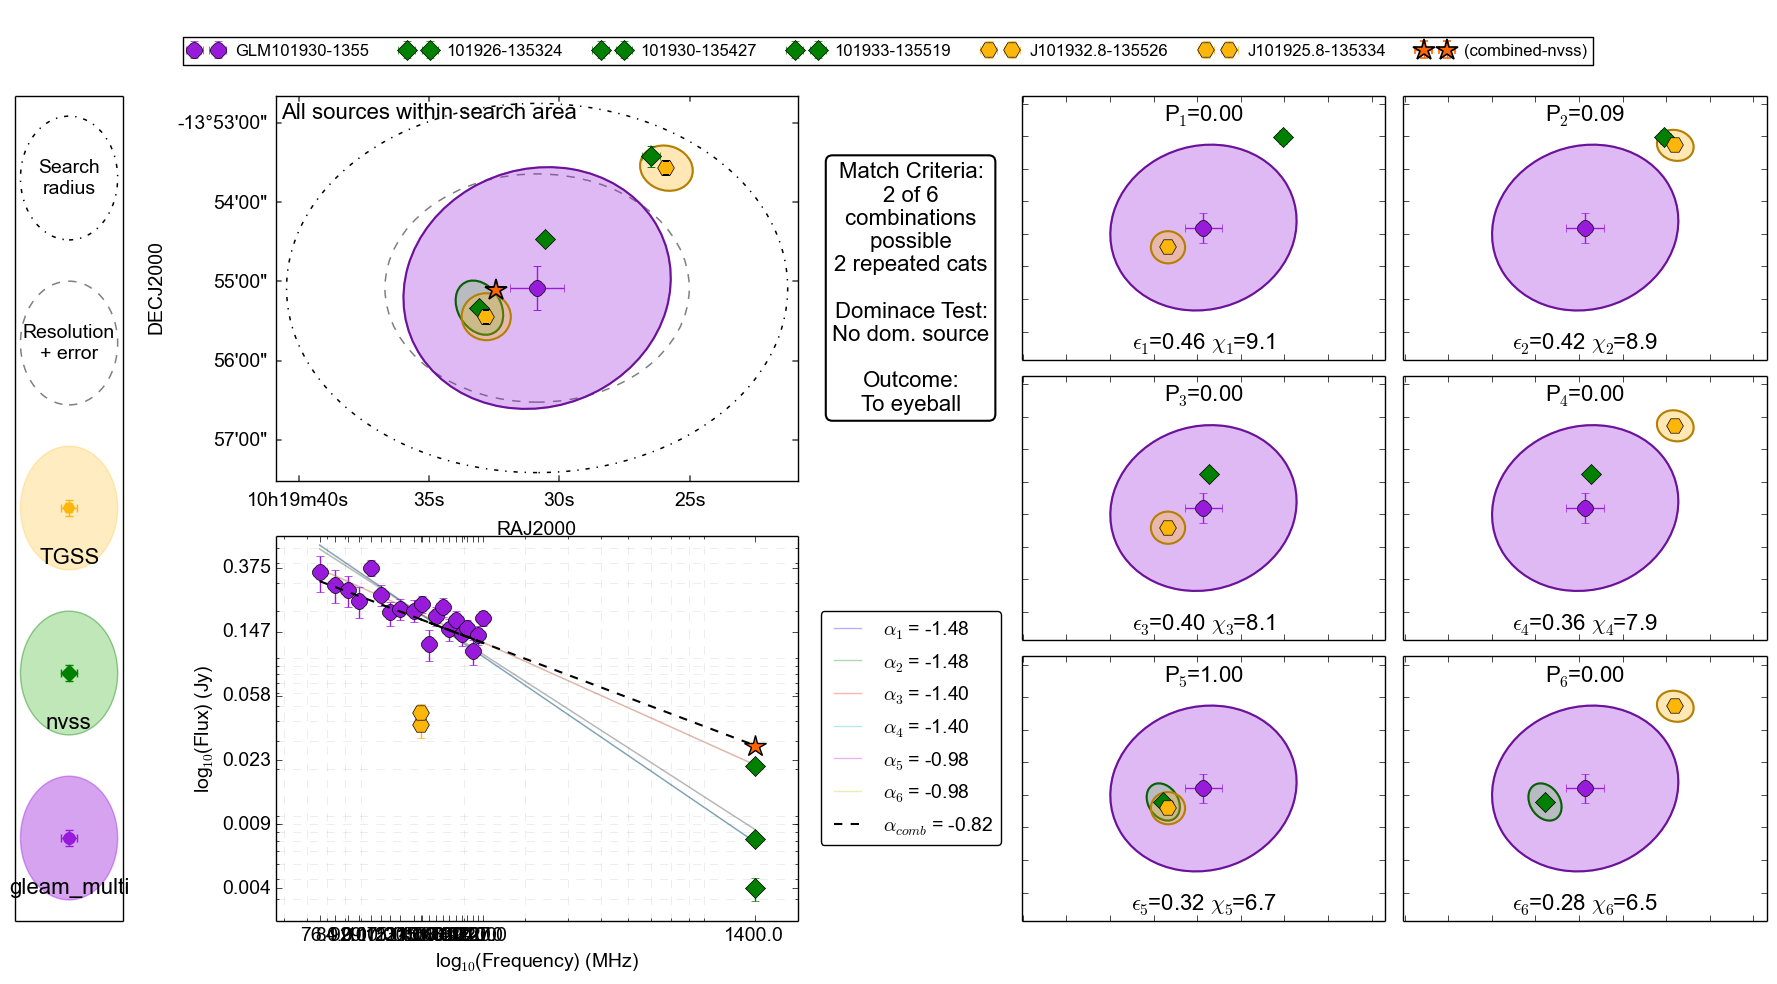 GLM101930-1355 101926-135324 101930-135427 101933-135519 J101932.8-135526 J101925.8-135334 (combined-nvss)
Search
radius
Resolution
+ error
TGSS
nvss
gleam_multi
All sources within search area
-13°53'00"
54'00"
55'00"
56'00"
57'00"
DECJ2000
10h19m40s 35s 30s 25s
RAJ2000
Match Criteria:
2 of 6
combinations
possible
2 repeated cats
Dominace Test:
No dom. source
Outcome:
To eyeball
P1=0.00
ϵ1=0.46 χ1=9.1
P2=0.09
ϵ2=0.42 χ2=8.9
P3=0.00
ϵ3=0.40 χ3=8.1
P4=0.00
ϵ4=0.36 χ4=7.9
P5=1.00
ϵ5=0.32 χ5=6.7
P6=0.00
ϵ6=0.28 χ6=6.5
0.375
0.147
0.058
0.023
0.009
0.004
log10(Flux) (Jy)
1400.0
log10(Frequency) (MHz)
α1 = -1.48
α2 = -1.48
α3 = -1.40
α4 = -1.40
α5 = -0.98
α6 = -0.98
αcomb = -0.82